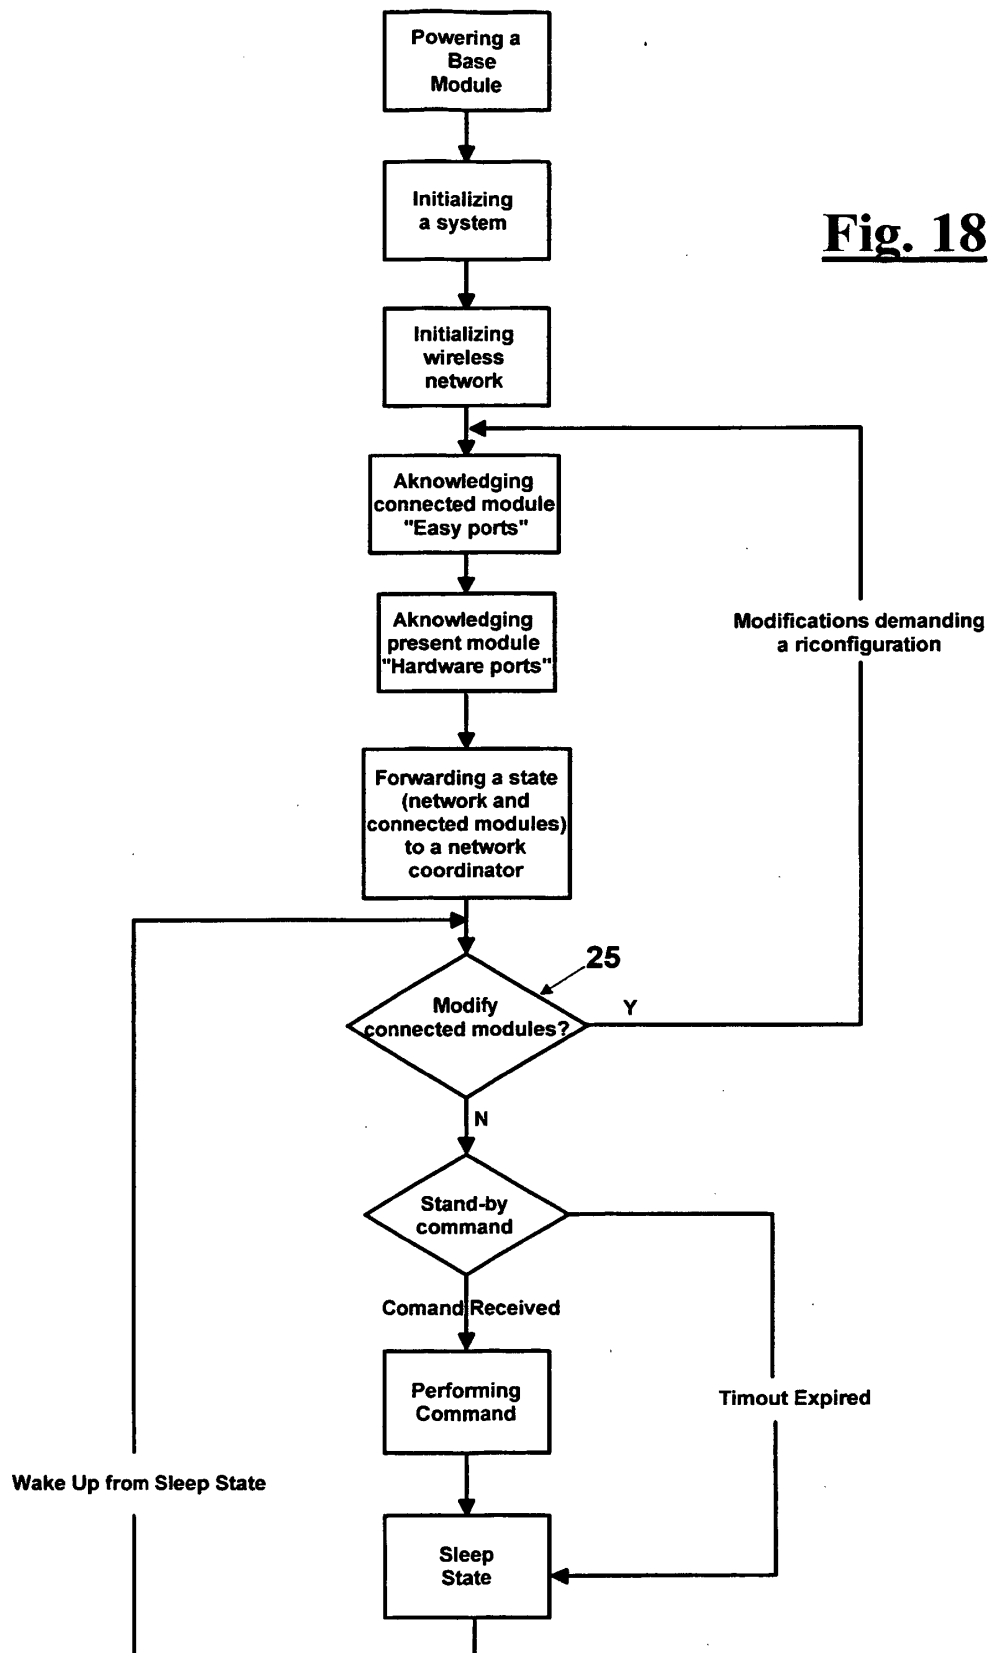 Powering a
Base
Module
Initializing
a system
Fig. 18
Initializing
wireless
network
Aknowledging
connected module
"Easy ports"
Aknowledging
present module
"Hardware ports"
Modifications demanding
a riconfiguration
Forwarding a state
(network and
connected modules)
to a network
coordinator
25
Modify
connected modules?
Y
N
Stand-by
command
Comand Received
Performing
Command
Timout Expired
Wake Up from Sleep State
Sleep
State